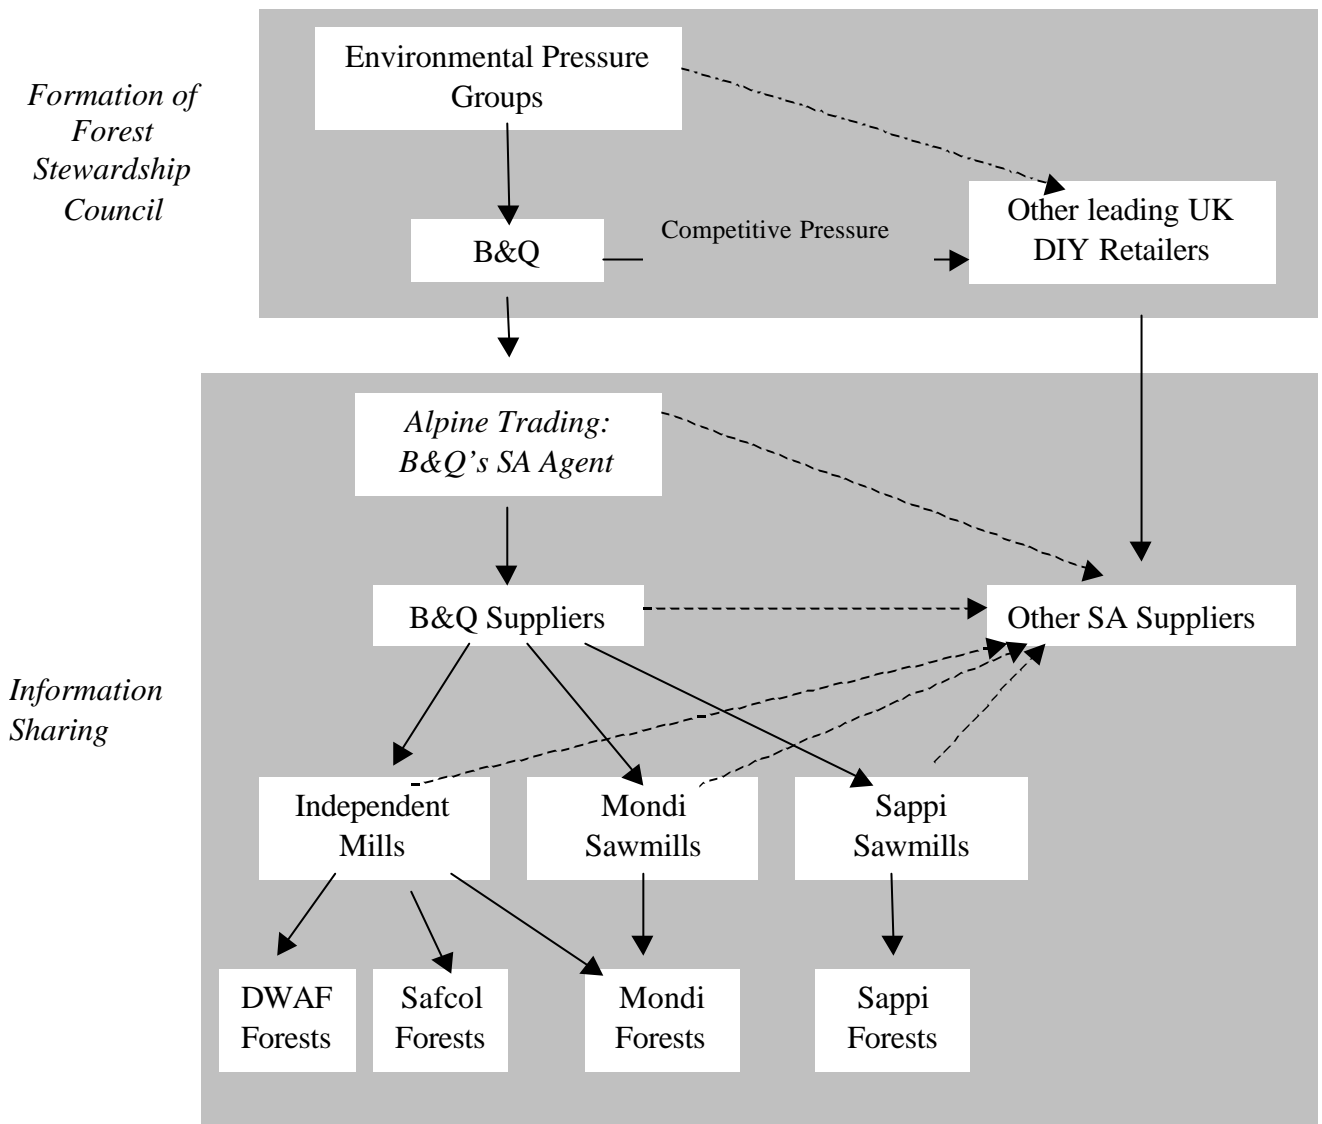 Environmental Pressure
Groups
Formation of
Forest
Stewardship
Council
Other leading UK
DIY Retailers
Competitive Pressure
B&Q
Alpine Trading:
B&Q’s SA Agent
B&Q Suppliers
Other SA Suppliers
Information
Sharing
Independent
Mills
Mondi
Sawmills
Sappi
Sawmills
DWAF
Forests
Safcol
Forests
Mondi
Forests
Sappi
Forests